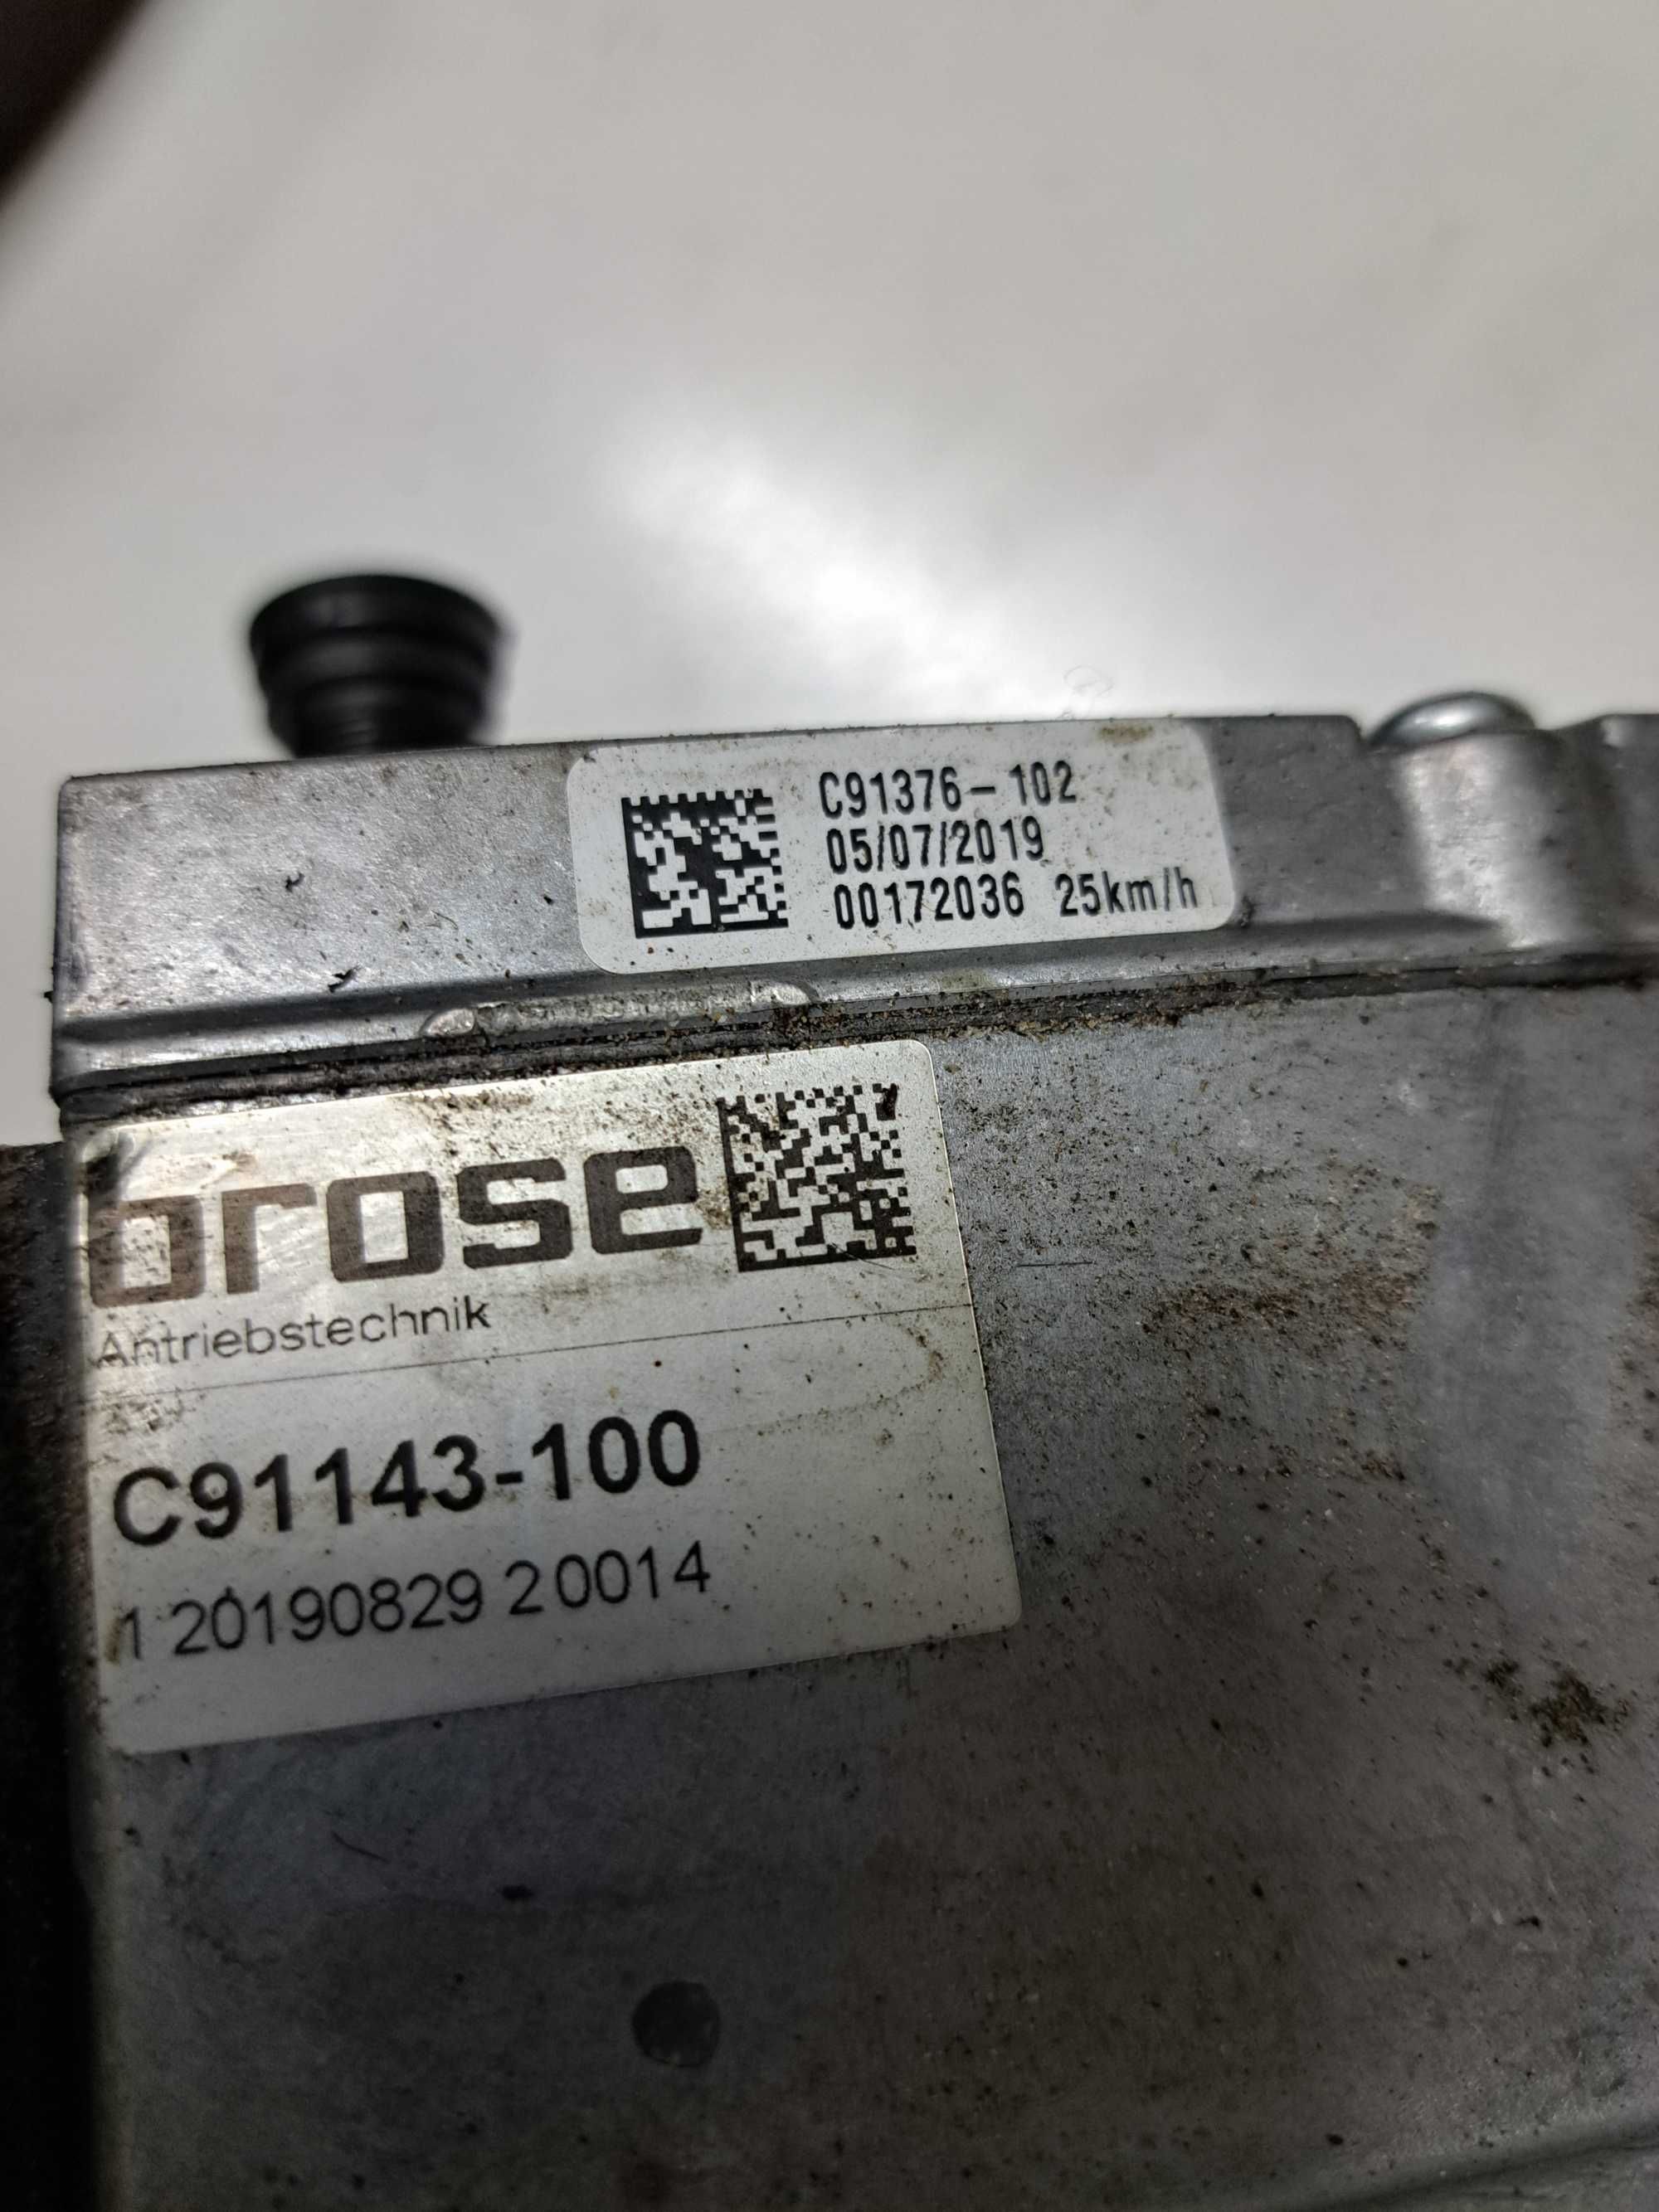 C91376-102
05/07/2019
00172036 25km/h
brose
Antriebstechnik
C91143-100
1 20190829 2 0014